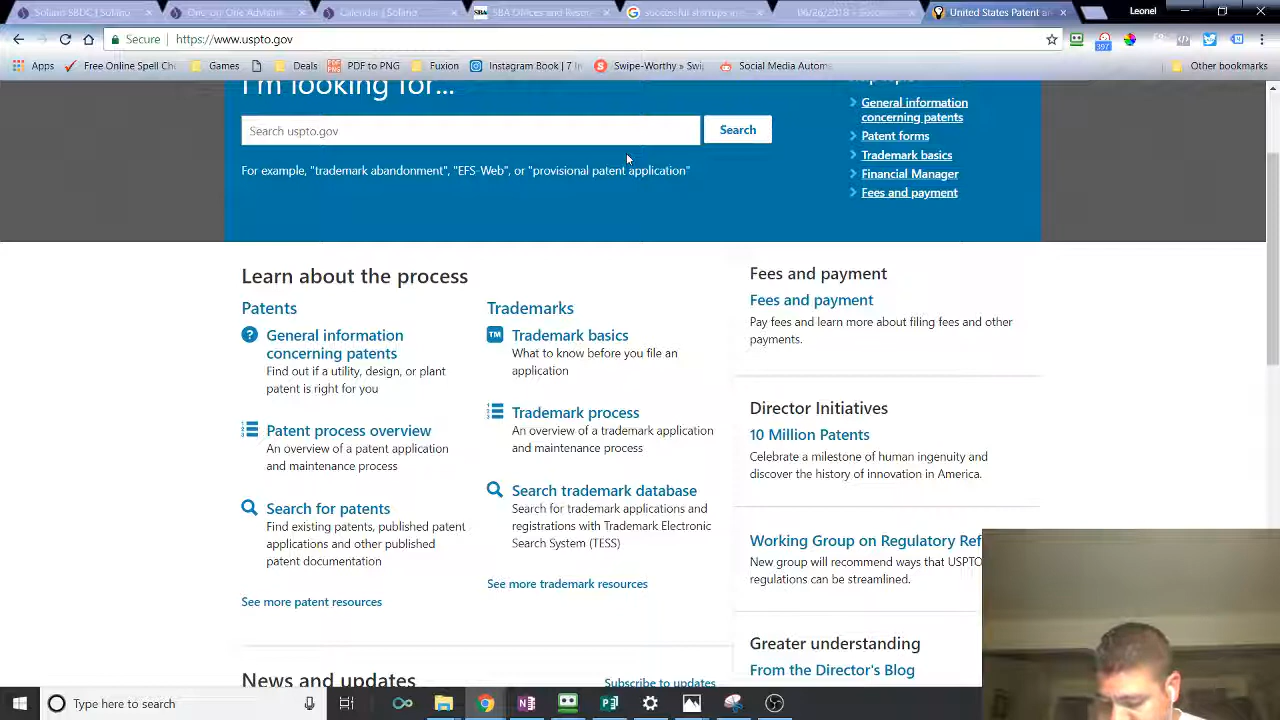 Solano SBDC | Solano
One-on-One Advising
Calendar | Solano
SBA Offices and Resou
successful startups in
06/26/2018 - Success
United States Patent an
Leonel
Secure
https://www.uspto.gov
397
Apps
Free Online Spell Ch
Games
Deals
PDF to PNG
Fuxion
Instagram Book | 7 I
Swipe-Worthy » Swi
Social Media Autom
Other bookmarks
I'm looking for...
Search uspto.gov
Search
For example, "trademark abandonment", "EFS-Web", or "provisional patent application"
General information
concerning patents
Patent forms
Trademark basics
Financial Manager
Fees and payment
Learn about the process
Patents
General information
concerning patents
Find out if a utility, design, or plant
patent is right for you
Patent process overview
An overview of a patent application
and maintenance process
Search for patents
Find existing patents, published patent
applications and other published
patent documentation
See more patent resources
Trademarks
TM
Trademark basics
What to know before you file an
application
Trademark process
An overview of a trademark application
and maintenance process
Search trademark database
Search for trademark applications and
registrations with Trademark Electronic
Search System (TESS)
See more trademark resources
Fees and payment
Fees and payment
Pay fees and learn more about filing fees and other
payments.
Director Initiatives
10 Million Patents
Celebrate a milestone of human ingenuity and
discover the history of innovation in America.
Working Group on Regulatory Ref
New group will recommend ways that USPTO
regulations can be streamlined.
Greater understanding
From the Director's Blog
News and updates
Subscribe to updates
Type here to search